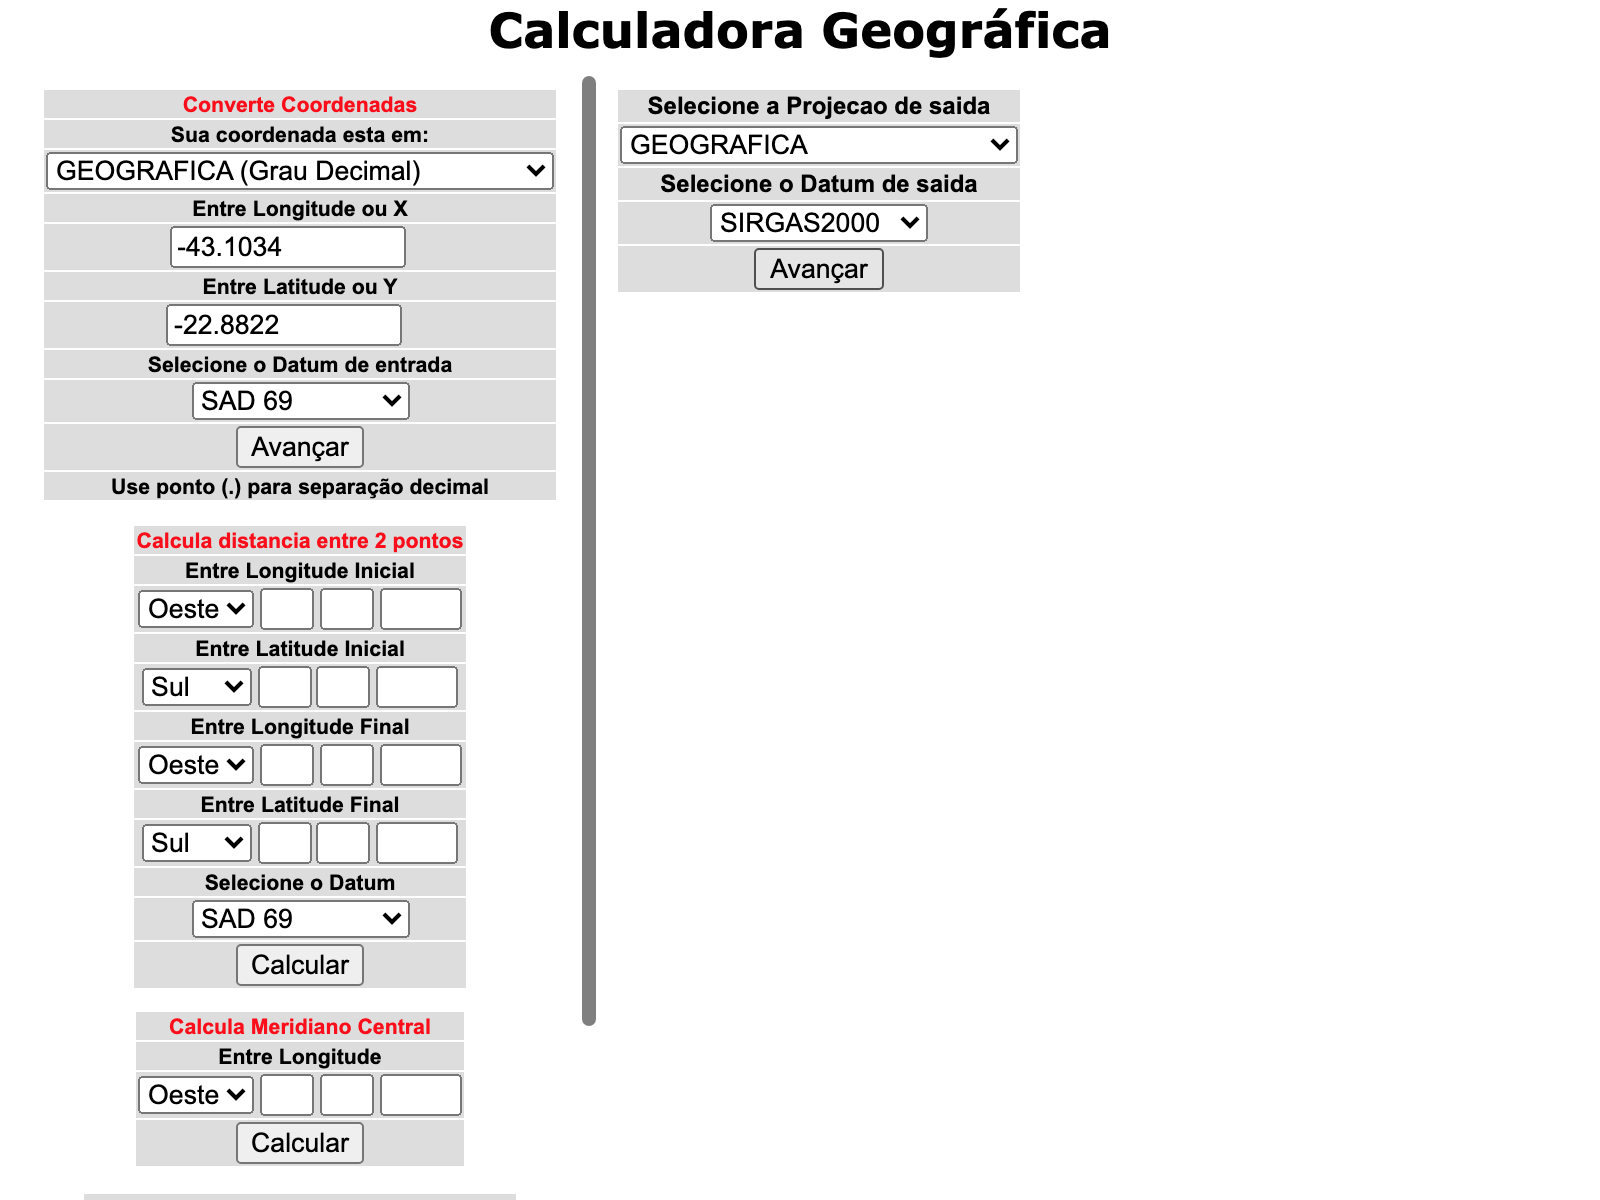 Calculadora Geográfica
Converte Coordenadas
Sua coordenada esta em:
GEOGRAFICA (Grau Decimal)
Entre Longitude ou X
-43.1034
Entre Latitude ou Y
-22.8822
Selecione o Datum de entrada
SAD 69
Avançar
Use ponto (.) para separação decimal
Calcula distancia entre 2 pontos
Entre Longitude Inicial
Oeste
Entre Latitude Inicial
Sul
Entre Longitude Final
Oeste
Entre Latitude Final
Sul
Selecione o Datum
SAD 69
Calcular
Calcula Meridiano Central
Entre Longitude
Oeste
Calcular
Selecione a Projecao de saida
GEOGRAFICA
Selecione o Datum de saida
SIRGAS2000
Avançar